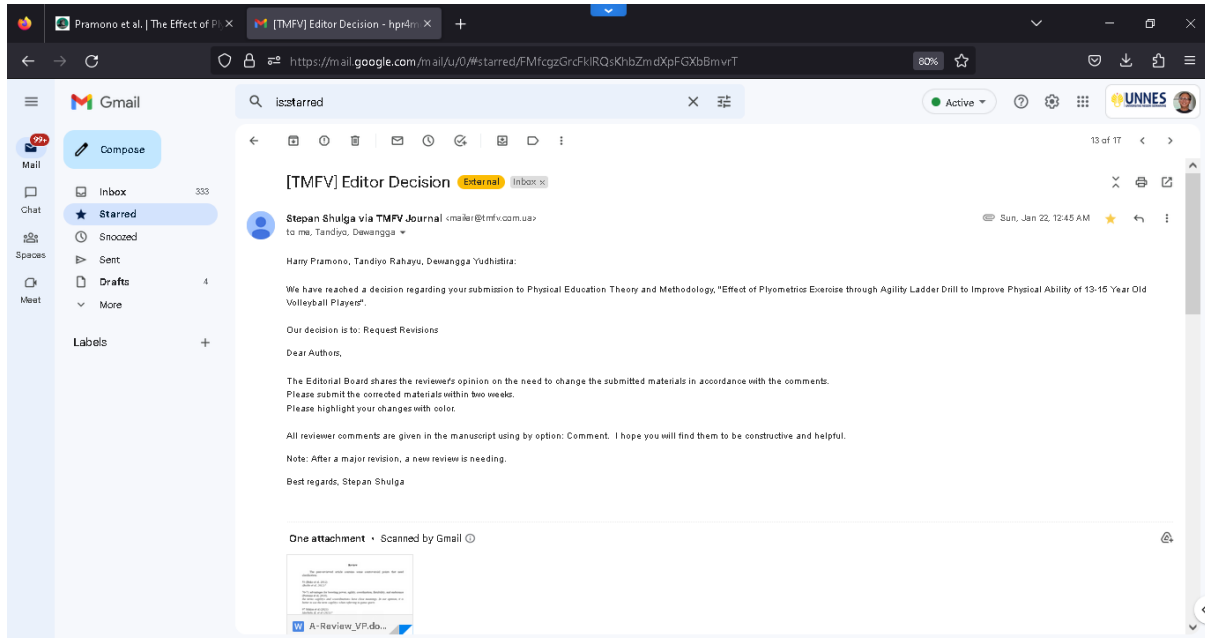 Pramono et al. | The Effect of Pl
[TMFV] Editor Decision - hpr4m
https://mail.google.com/mail/u/0/#starred/FMfcgzGrcFklRQsKhbZmdXpFGXbBmvrT
80%
Gmail
is:starred
Active
UNNES
99+
Mail
Compose
13 of 17
Chat
Inbox 333
[TMFV] Editor Decision External Inbox x
Starred
Stepan Shulga via TMFV Journal <mailer@tmfv.com.ua>
Sun, Jan 22, 12:45 AM
to me, Tandiyo, Dewangga
Spaces
Snoozed
Sent
Meet
Drafts 4
More
Labels
Harry Pramono, Tandiyo Rahayu, Dewangga Yudhistira:
We have reached a decision regarding your submission to Physical Education Theory and Methodology, "Effect of Plyometrics Exercise through Agility Ladder Drill to Improve Physical Ability of 13-15 Year Old
Volleyball Players".
Our decision is to: Request Revisions
Dear Authors,
The Editorial Board shares the reviewer's opinion on the need to change the submitted materials in accordance with the comments.
Please submit the corrected materials within two weeks.
Please highlight your changes with color.
All reviewer comments are given in the manuscript using by option: Comment. I hope you will find them to be constructive and helpful.
Note: After a major revision, a new review is needing.
Best regards, Stepan Shulga
One attachment • Scanned by Gmail
W A-Review_VP.do...